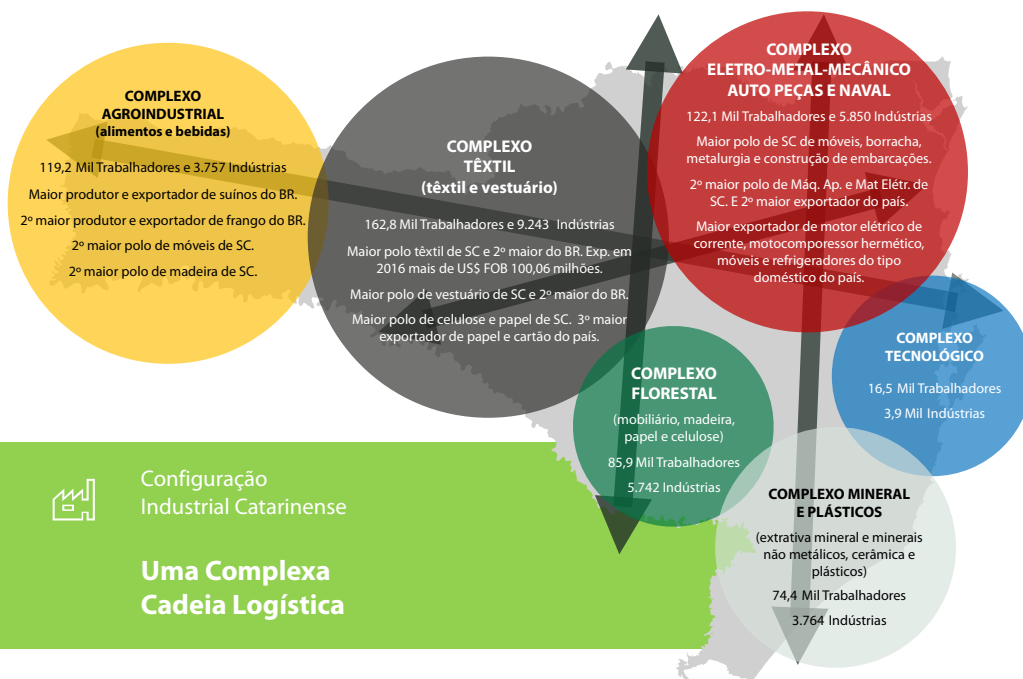 COMPLEXO
AGROINDUSTRIAL
(alimentos e bebidas)
119,2 Mil Trabalhadores e 3.757 Indústrias
Maior produtor e exportador de suínos do BR.
2º maior produtor e exportador de frango do BR.
2º maior polo de móveis de SC.
2º maior polo de madeira de SC.
COMPLEXO
TÊXTIL
(têxtil e vestuário)
162,8 Mil Trabalhadores e 9.243 Indústrias
Maior polo têxtil de SC e 2º maior do BR. Exp. em
2016 mais de US$ FOB 100,06 milhões.
Maior polo de vestuário de SC e 2º maior do BR.
Maior polo de celulose e papel de SC. 3º maior
exportador de papel e cartão do país.
COMPLEXO
ELETRO-METAL-MECÂNICO
AUTO PEÇAS E NAVAL
122,1 Mil Trabalhadores e 5.850 Indústrias
Maior polo de SC de móveis, borracha,
metalurgia e construção de embarcações.
2º maior polo de Máq. Ap. e Mat Elétr. de
SC. E 2º maior exportador do país.
Maior exportador de motor elétrico de
corrente, motocomporessor hermético,
móveis e refrigeradores do tipo
doméstico do país.
COMPLEXO
TECNOLÓGICO
16,5 Mil Trabalhadores
3,9 Mil Indústrias
COMPLEXO
FLORESTAL
(mobiliário, madeira,
papel e celulose)
85,9 Mil Trabalhadores
5.742 Indústrias
COMPLEXO MINERAL
E PLÁSTICOS
(extrativa mineral e minerais
não metálicos, cerâmica e
plásticos)
74,4 Mil Trabalhadores
3.764 Indústrias
Configuração
Industrial Catarinense
Uma Complexa
Cadeia Logística